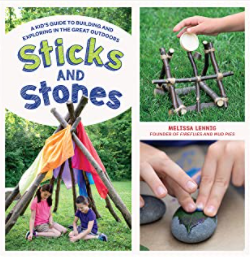 A KID'S GUIDE TO BUILDING AND
EXPLORING IN THE GREAT OUTDOORS
Sticks
AND
Stones
MELISSA LENNIG
FOUNDER OF FIREFLIES AND MUD PIES